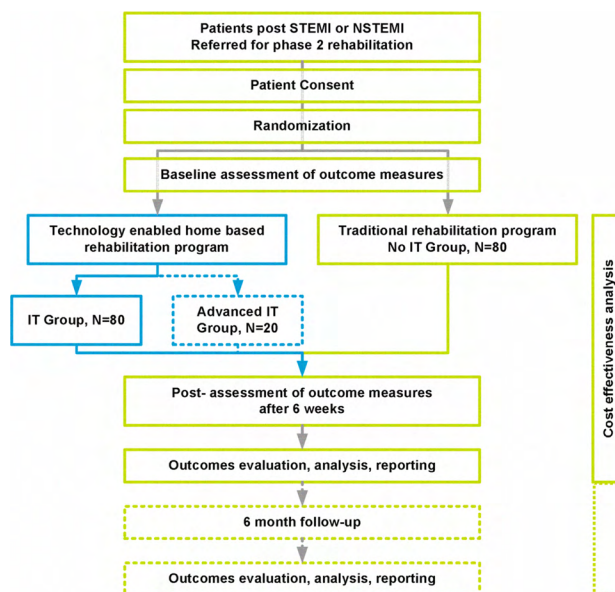 Patients post STEMI or NSTEMI
Referred for phase 2 rehabilitation
Patient Consent
Randomization
Baseline assessment of outcome measures
Technology enabled home based
rehabilitation program
Traditional rehabilitation program
No IT Group, N=80
IT Group, N=80
Advanced IT
Group, N=20
Cost effectiveness analysis
Post- assessment of outcome measures
after 6 weeks
Outcomes evaluation, analysis, reporting
6 month follow-up
Outcomes evaluation, analysis, reporting